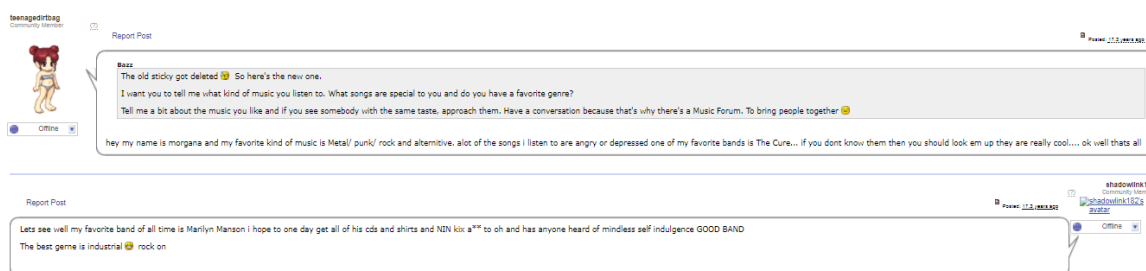 teenagedirtbag
Community Member
Report Post
Posted: 17.2 years ago
Bazz
The old sticky got deleted So here's the new one.
I want you to tell me what kind of music you listen to. What songs are special to you and do you have a favorite genre?
Tell me a bit about the music you like and if you see somebody with the same taste, approach them. Have a conversation because that's why there's a Music Forum. To bring people together
Offline
hey my name is morgana and my favorite kind of music is Metal/ punk/ rock and alternitive. alot of the songs i listen to are angry or depressed one of my favorite bands is The Cure... if you dont know them then you should look em up they are really cool.... ok well thats all
shadowlink1
Community Mem
Report Post
Posted: 17.2 years ago
shadowlink182's
avatar
Lets see well my favorite band of all time is Marilyn Manson i hope to one day get all of his cds and shirts and NIN kix a** to oh and has anyone heard of mindless self indulgence GOOD BAND
Offline
The best gerne is industrial rock on